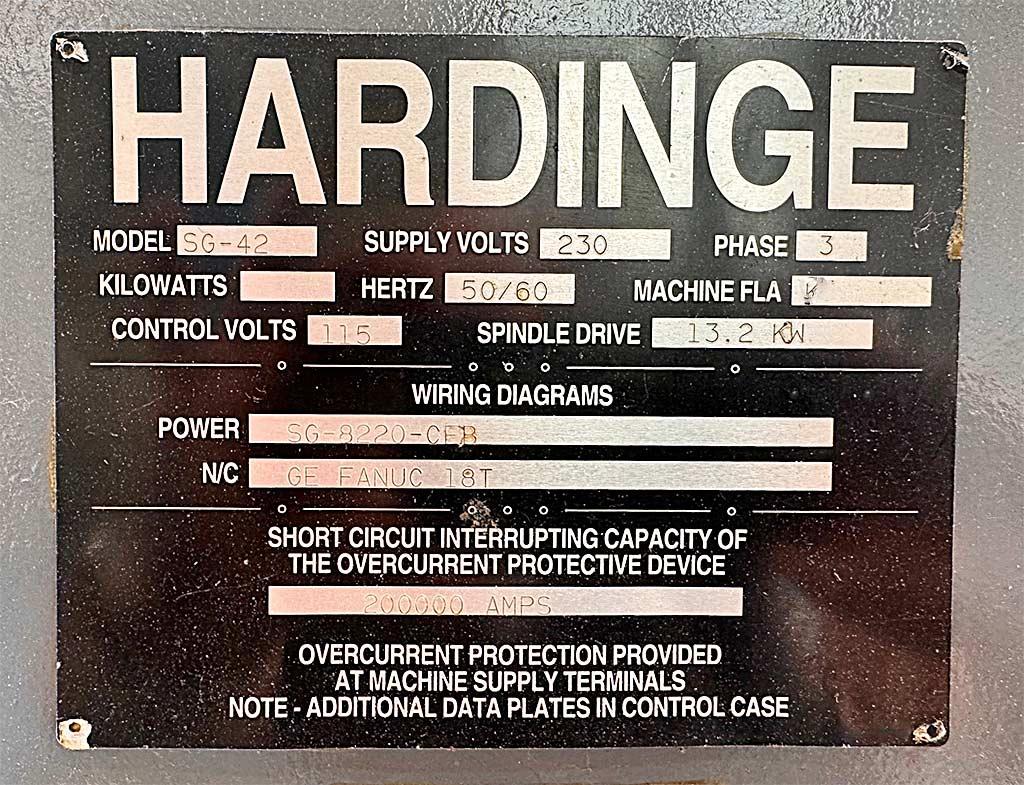 HARDINGE
MODEL SG-42 SUPPLY VOLTS 230 PHASE 3
KILOWATTS HERTZ 50/60 MACHINE FLA
CONTROL VOLTS 115 SPINDLE DRIVE 13.2 KW
WIRING DIAGRAMS
POWER SG-8220-CFB
N/C GE FANUC 18T
SHORT CIRCUIT INTERRUPTING CAPACITY OF
THE OVERCURRENT PROTECTIVE DEVICE
200000 AMPS
OVERCURRENT PROTECTION PROVIDED
AT MACHINE SUPPLY TERMINALS
NOTE - ADDITIONAL DATA PLATES IN CONTROL CASE